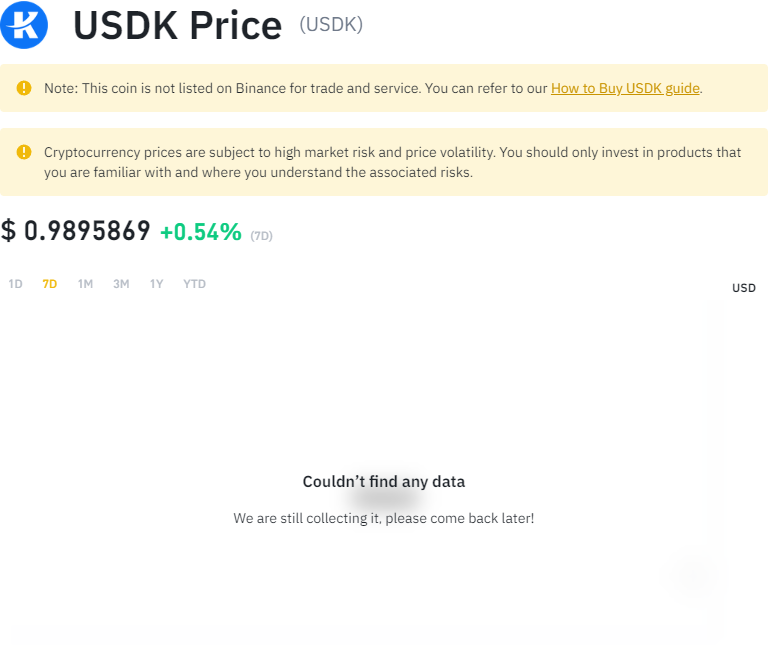 USDK Price (USDK)
Note: This coin is not listed on Binance for trade and service. You can refer to our How to Buy USDK guide.
Cryptocurrency prices are subject to high market risk and price volatility. You should only invest in products that
you are familiar with and where you understand the associated risks.
$ 0.9895869 +0.54% (7D)
1D 7D 1M 3M 1Y YTD
USD
Couldn’t find any data
We are still collecting it, please come back later!